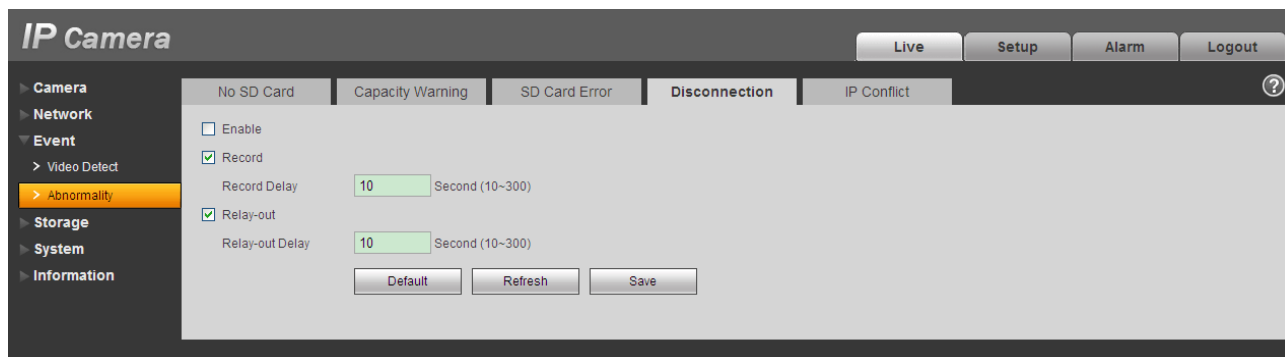 IP Camera
Live Setup Alarm Logout
Camera
Network
Event
> Video Detect
> Abnormality
Storage
System
Information
No SD Card Capacity Warning SD Card Error Disconnection IP Conflict ?
Enable
Record
Record Delay 10 Second (10~300)
Relay-out
Relay-out Delay 10 Second (10~300)
Default Refresh Save